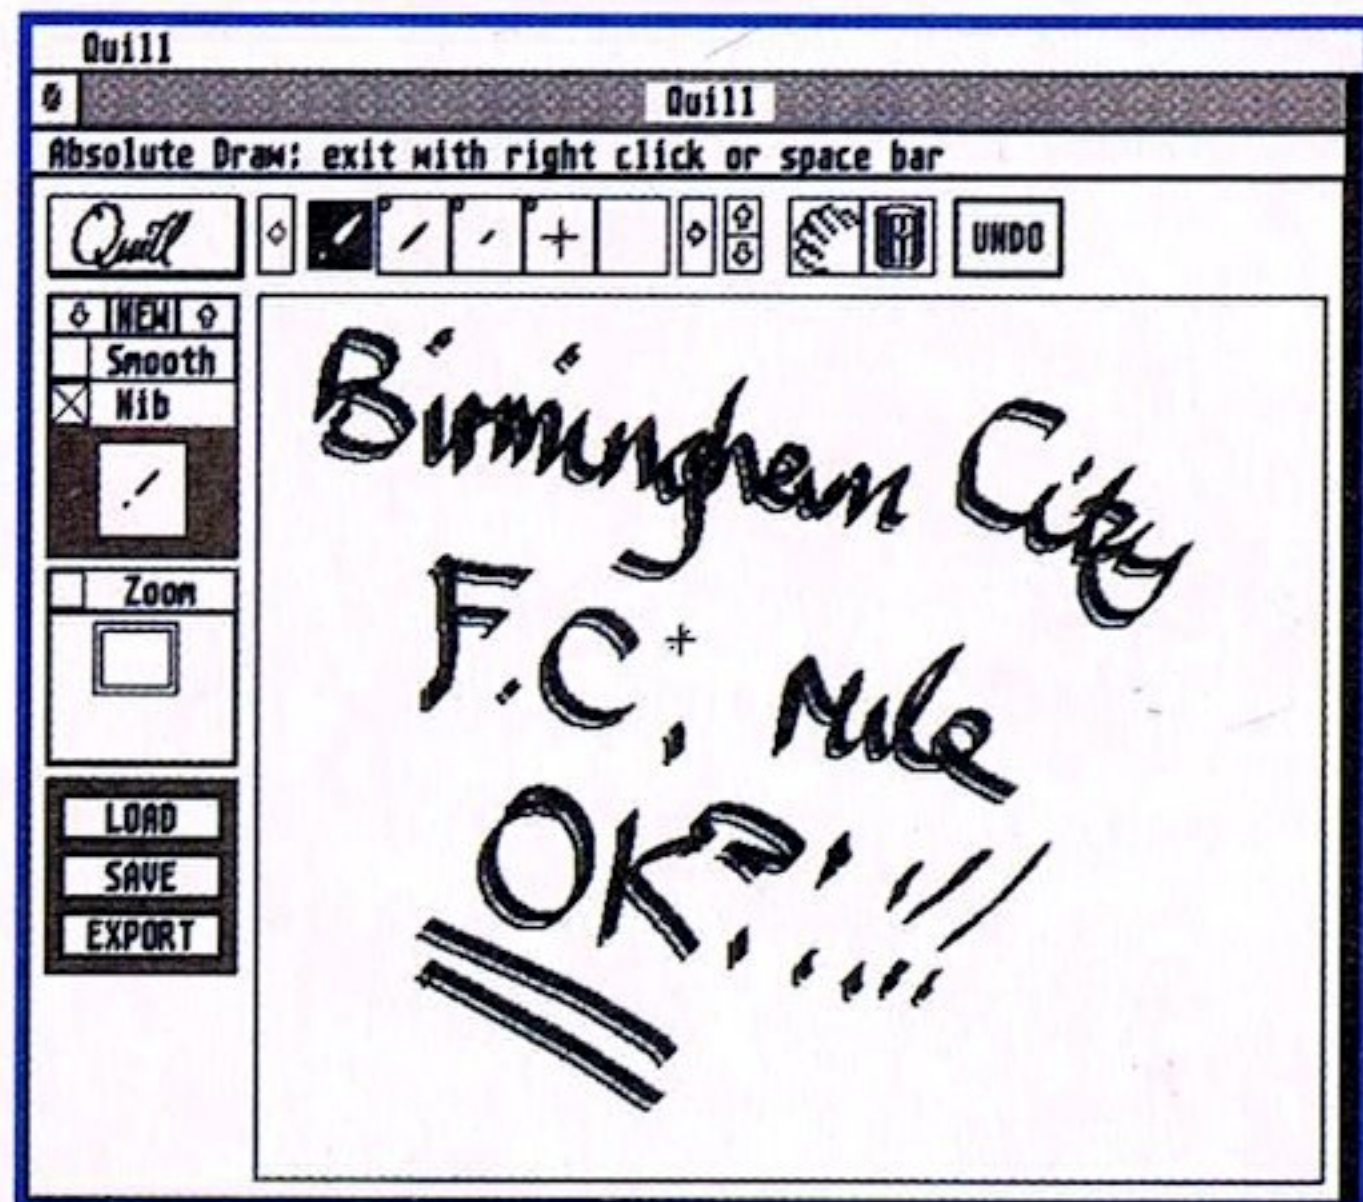 Quill
Quill
Absolute Draw: exit with right click or space bar
Quill
UNDO
NEW
Smooth
Nib
Zoom
LOAD
SAVE
EXPORT
Birmingham City
F.C. Rule
OK?!!!!